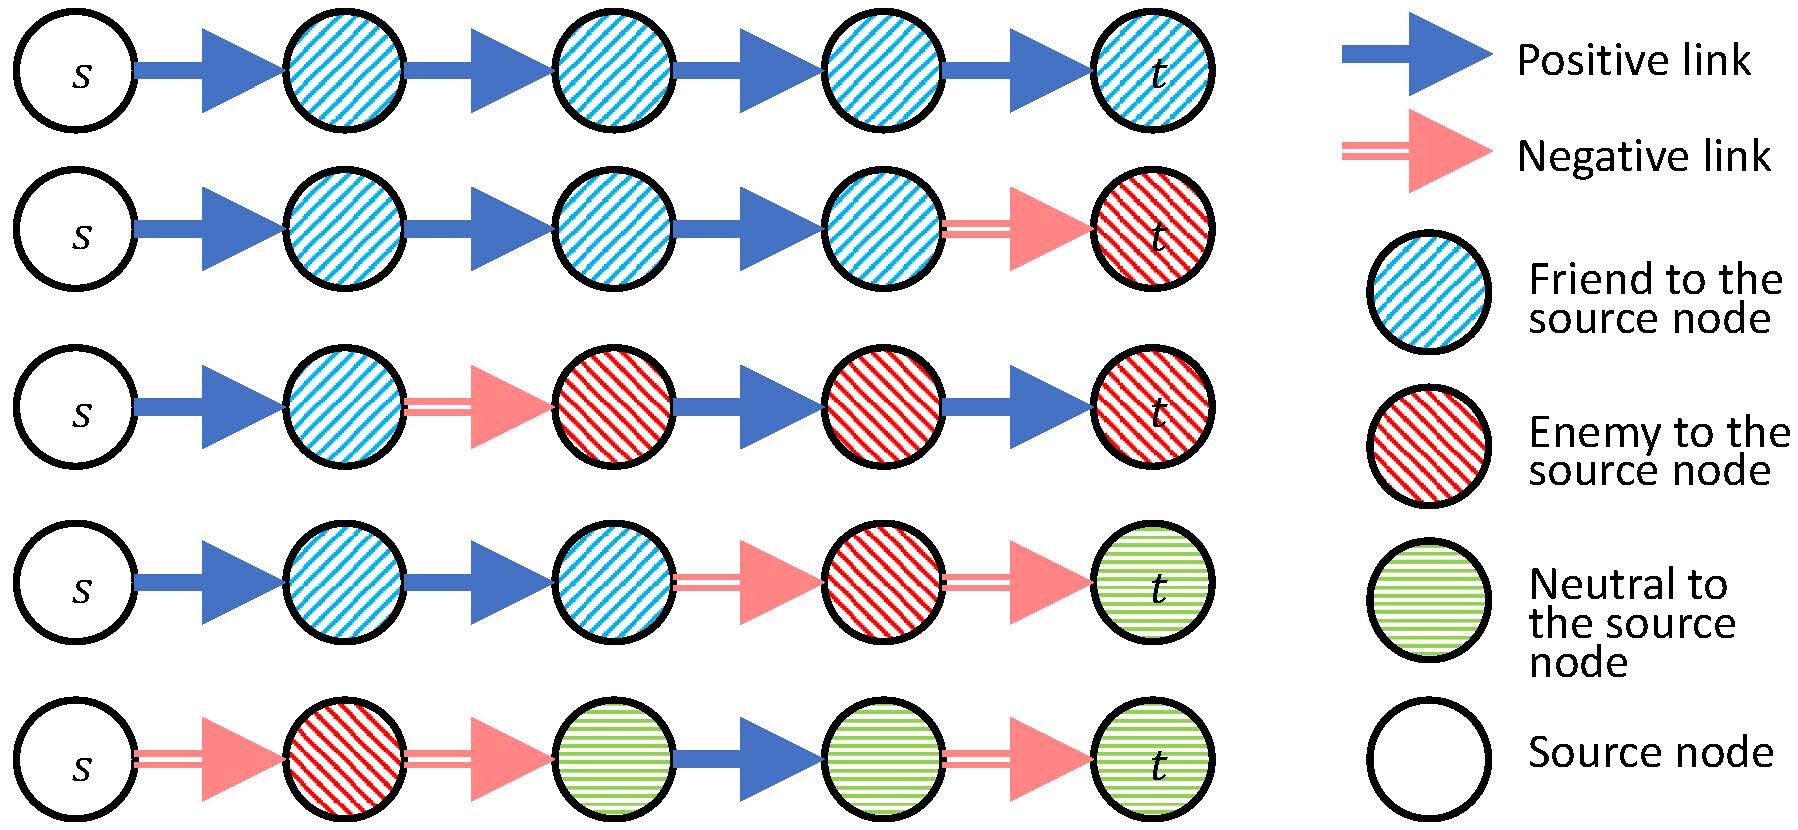 s t
s t
s t
s t
s t
Positive link
Negative link
Friend to the
source node
Enemy to the
source node
Neutral to
the source
node
Source node